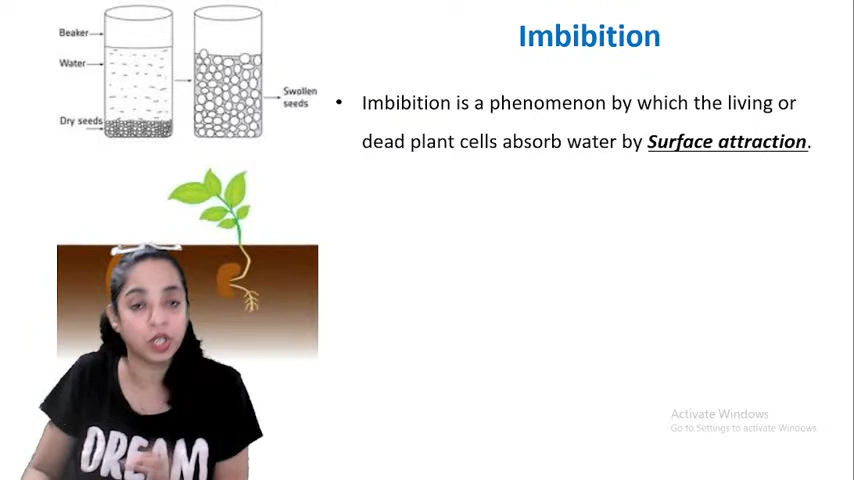 Imbibition
Beaker
Water
Dry seeds
Swollen
seeds
• Imbibition is a phenomenon by which the living or
dead plant cells absorb water by Surface attraction.
DREAM
Activate Windows
Go to Settings to activate Windows.